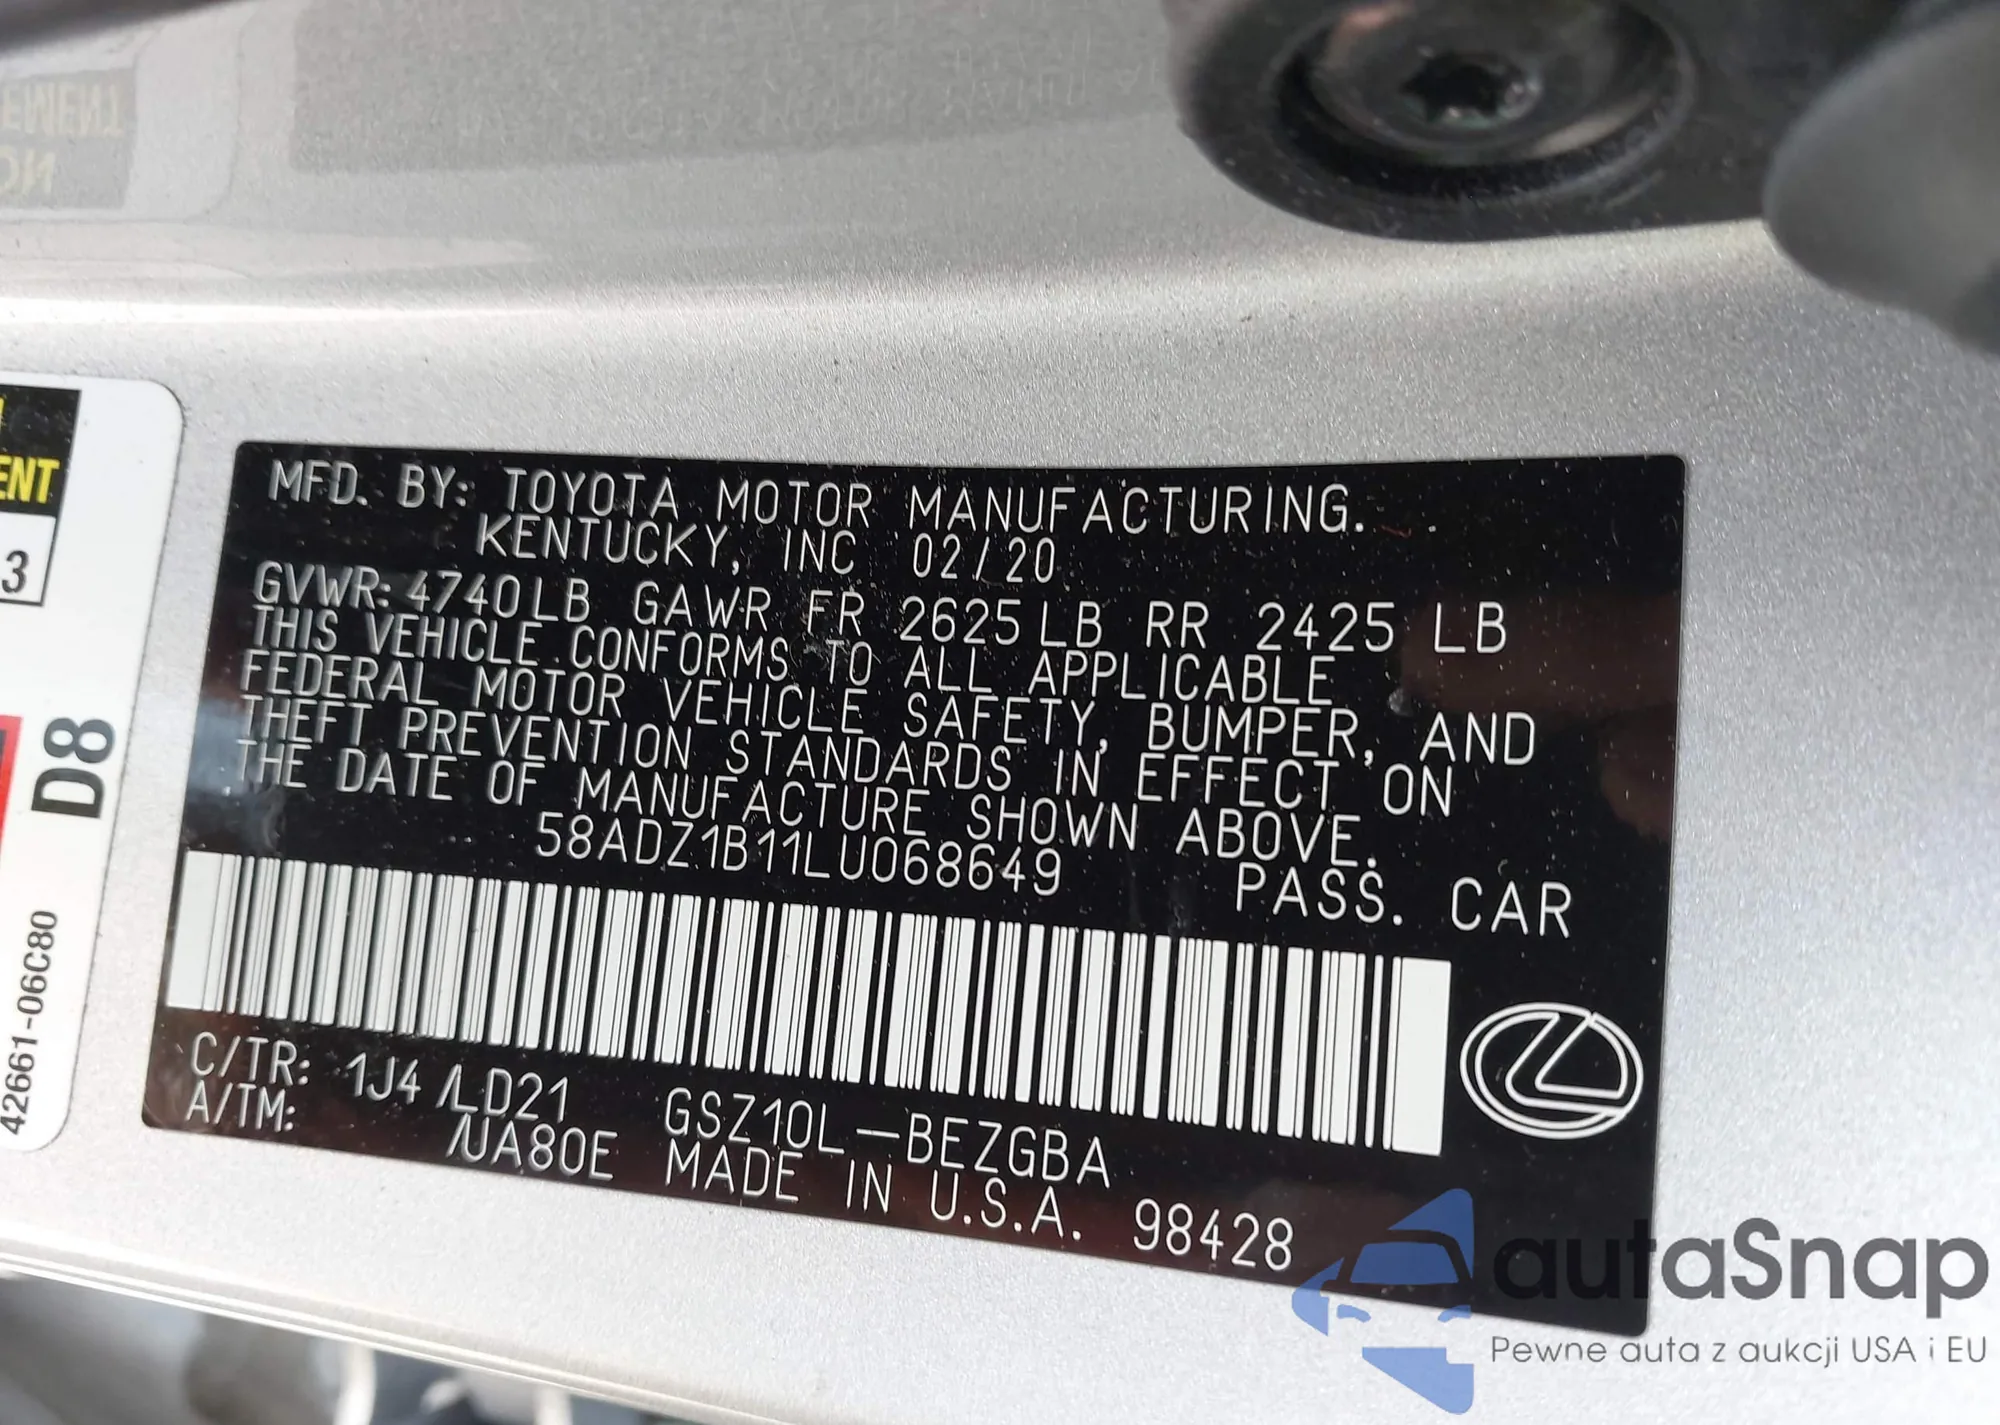 ENT
3
D8
42661-06C80
MFD. BY: TOYOTA MOTOR MANUFACTURING.
KENTUCKY, INC 02/20
GVWR: 4740LB GAWR FR 2625LB RR 2425 LB
THIS VEHICLE CONFORMS TO ALL APPLICABLE
FEDERAL MOTOR VEHICLE SAFETY, BUMPER, AND
THEFT PREVENTION STANDARDS IN EFFECT ON
THE DATE OF MANUFACTURE SHOWN ABOVE.
58ADZ1B11LU068649 PASS. CAR
C/TR: 1J4 /LD21 GSZ10L-BEZGBA
A/TM: /UA80E MADE IN U.S.A. 98428
autaSnap
Pewne auta z aukcji USA i EU